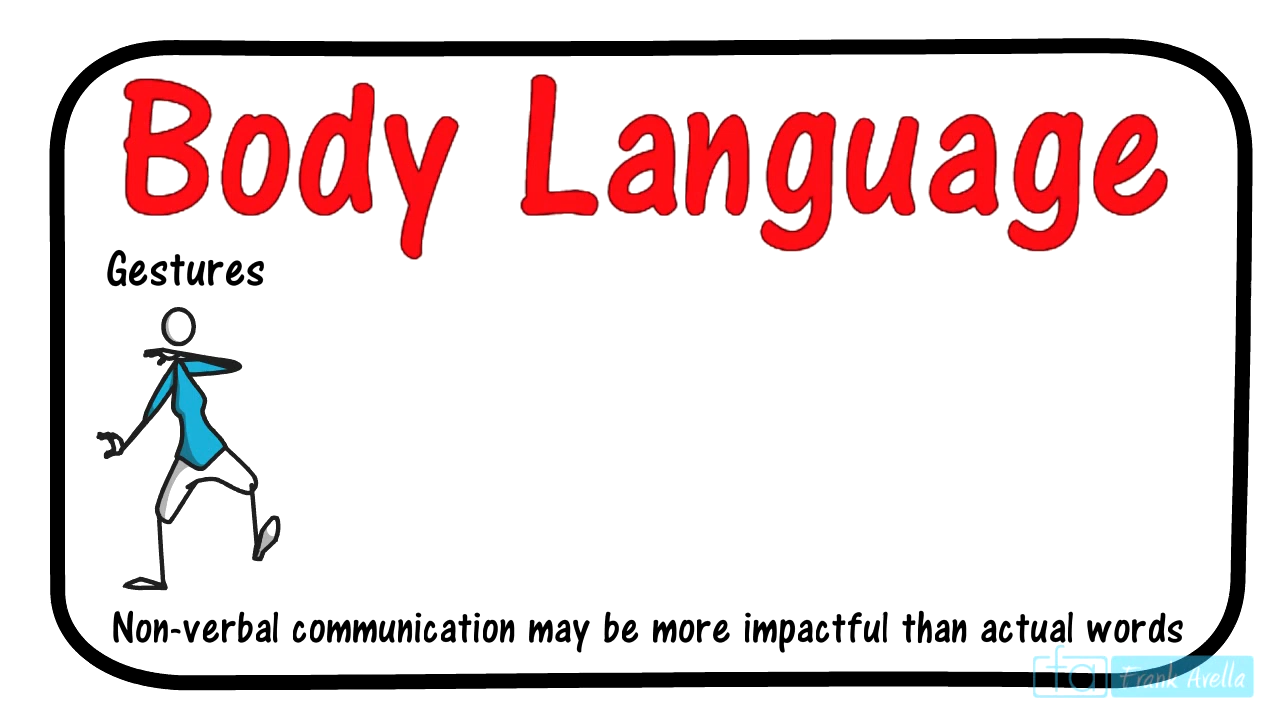 Body Language
Gestures
Non-verbal communication may be more impactful than actual words
fa Frank Avella